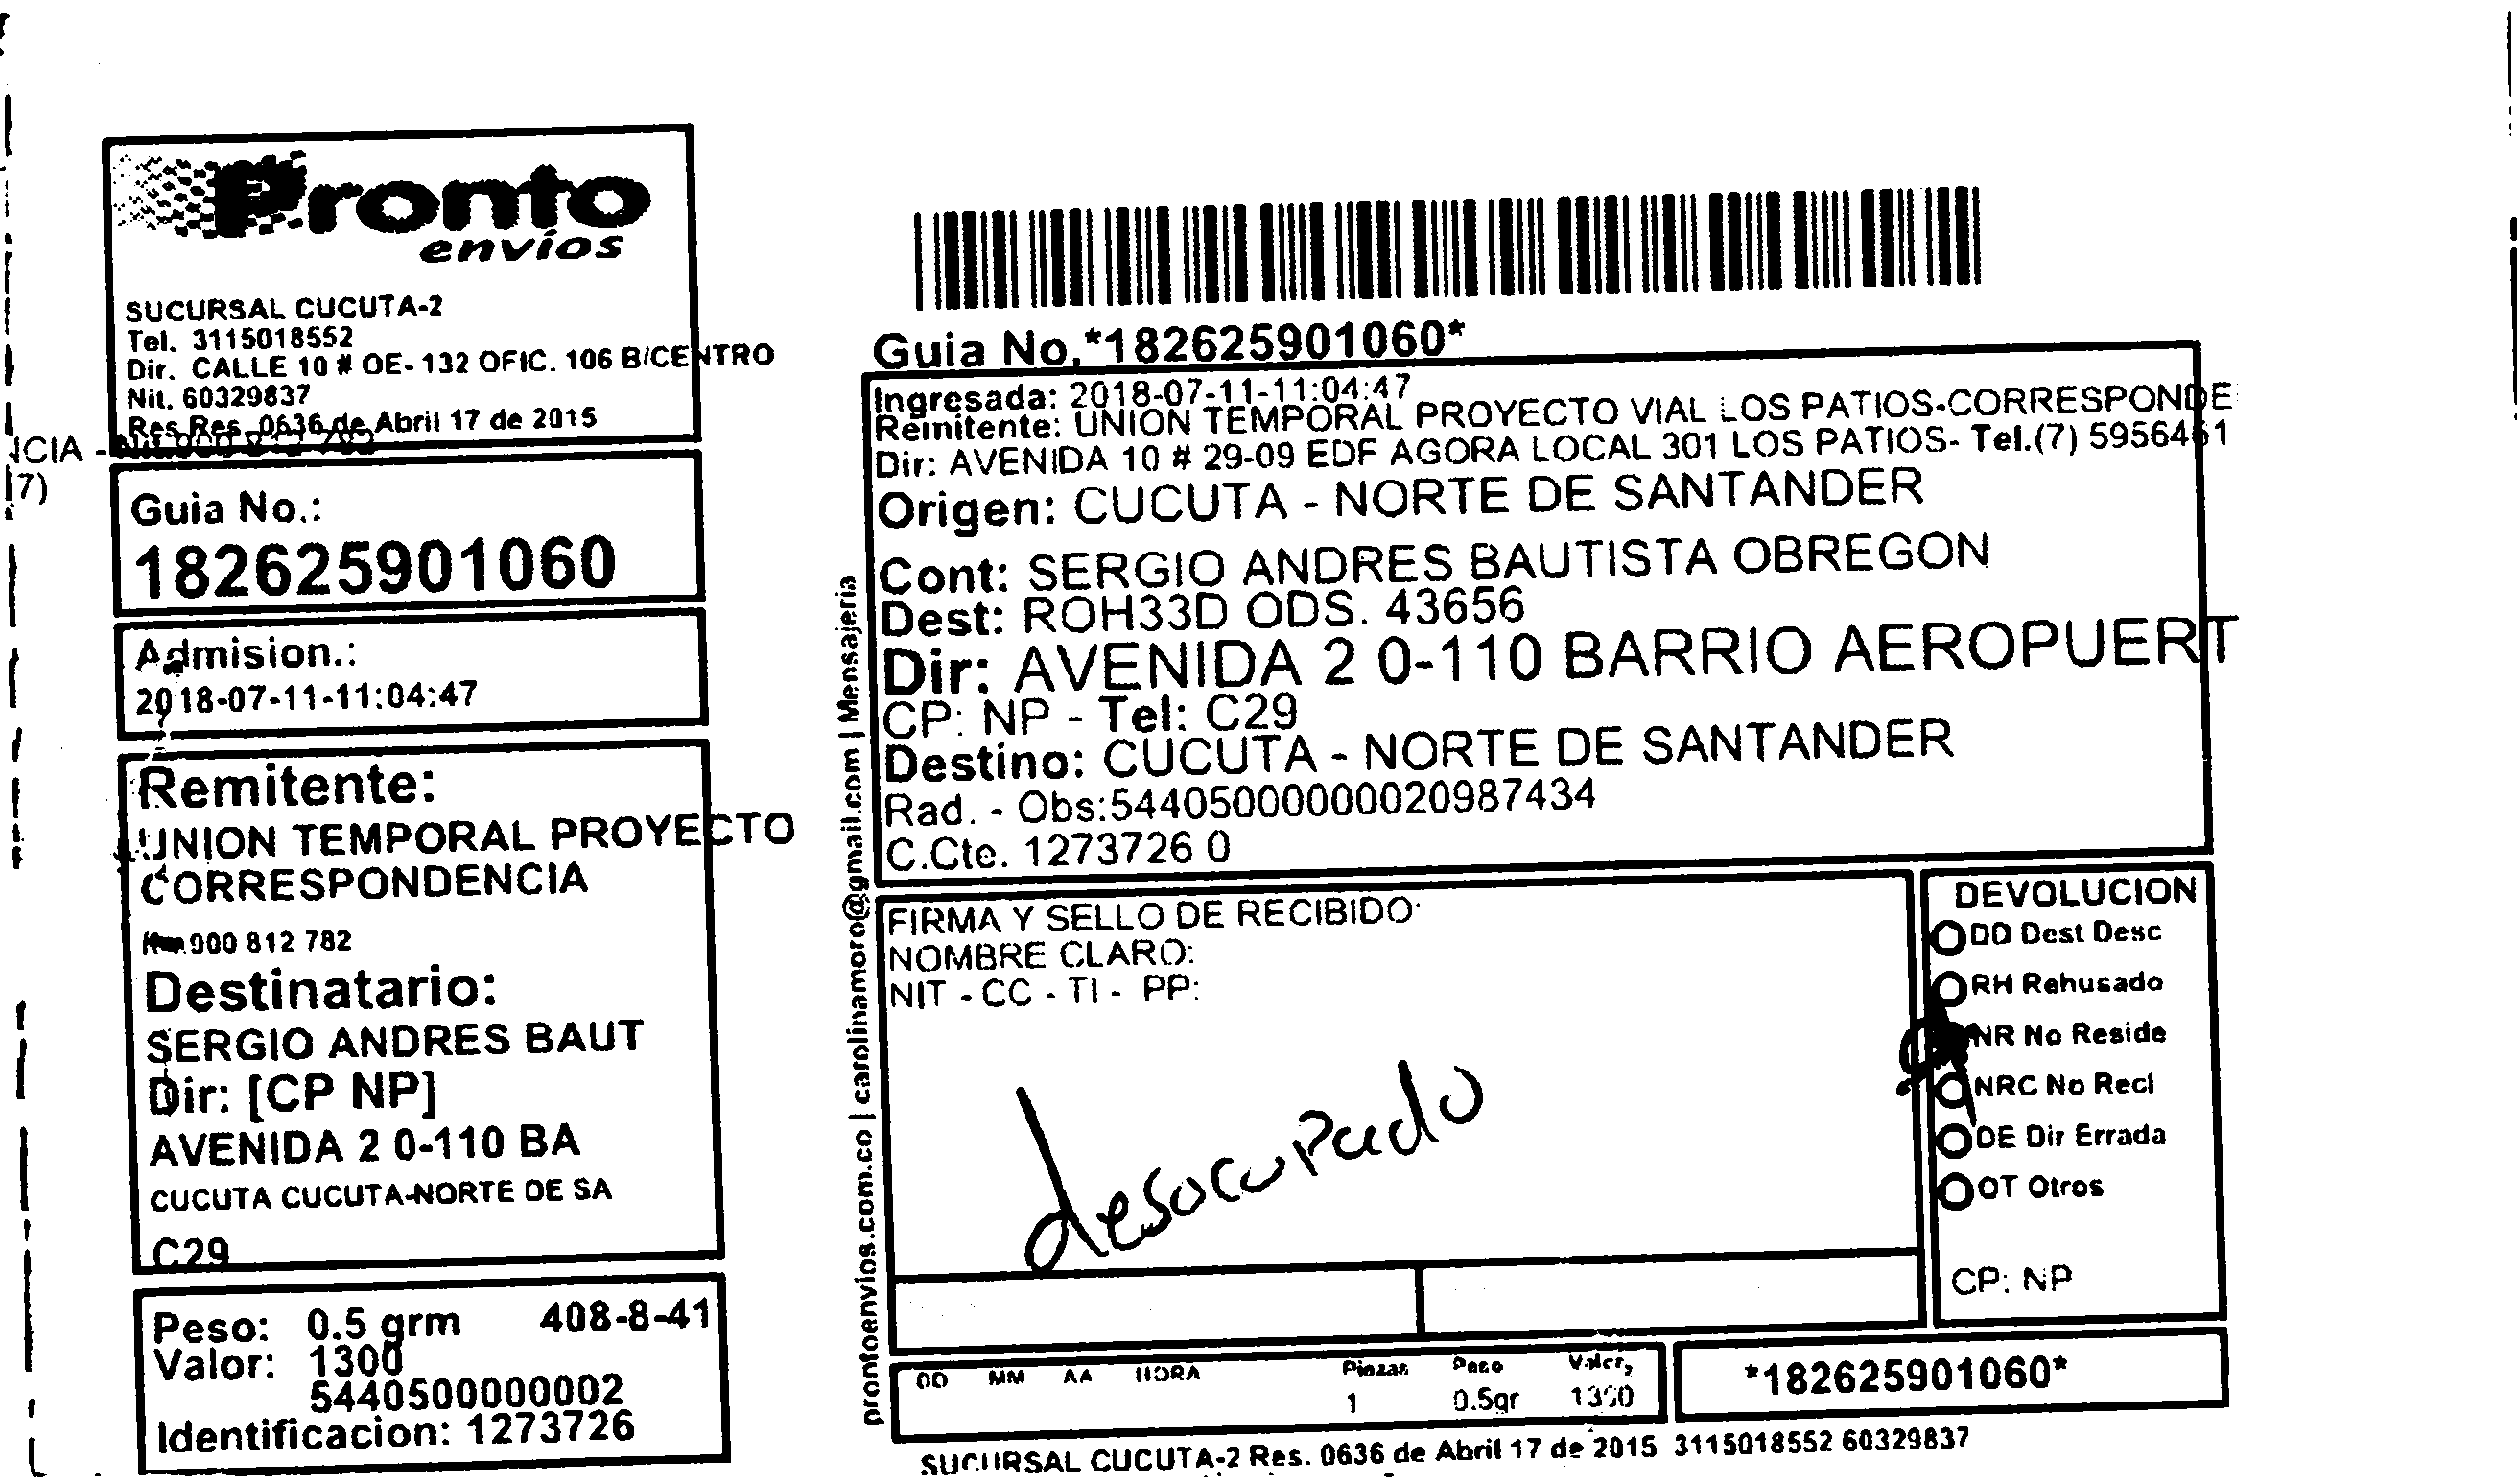 Pronto
envíos
SUCURSAL CUCUTA-2
Tel. 3115018552
Dir. CALLE 10 # OE-132 OFIC. 106 B/CENTRO
Nit. 60329837
Res Res. 0636 de Abril 17 de 2015
ICIA -
7)
Guia No.:
182625901060
Admision.:
2018-07-11-11:04:47
Remitente:
UNION TEMPORAL PROYECTO
CORRESPONDENCIA
900 812 782
Destinatario:
SERGIO ANDRES BAUT
Dir: [CP NP]
AVENIDA 2 0-110 BA
CUCUTA CUCUTA-NORTE DE SA
C29
Peso: 0.5 grm 408-8-41
Valor: 1300
5440500000002
Identificacion: 1273726
prontoenvios.com.co | carolinamoro@gmail.com | Mensajeria
Guia No.*182625901060*
Ingresada: 2018-07-11-11:04:47
Remitente: UNION TEMPORAL PROYECTO VIAL LOS PATIOS-CORRESPONDE
Dir: AVENIDA 10 # 29-09 EDF AGORA LOCAL 301 LOS PATIOS- Tel.(7) 5956461
Origen: CUCUTA - NORTE DE SANTANDER
Cont: SERGIO ANDRES BAUTISTA OBREGON
Dest: ROH33D ODS. 43656
Dir: AVENIDA 2 0-110 BARRIO AEROPUERT
CP: NP - Tel: C29
Destino: CUCUTA - NORTE DE SANTANDER
Rad. - Obs:544050000000020987434
C.Cte. 1273726 0
FIRMA Y SELLO DE RECIBIDO:
NOMBRE CLARO:
NIT - CC - TI - PP:
desocupado
DEVOLUCION
DD Dest Desc
RH Rehusado
NR No Reside
NRC No Recl
DE Dir Errada
OT Otros
CP: NP
DD MM AA HORA Piezas Peso Valor
1 0.5gr 1300
*182625901060*
SUCURSAL CUCUTA-2 Res. 0636 de Abril 17 de 2015 3115018552 60329837